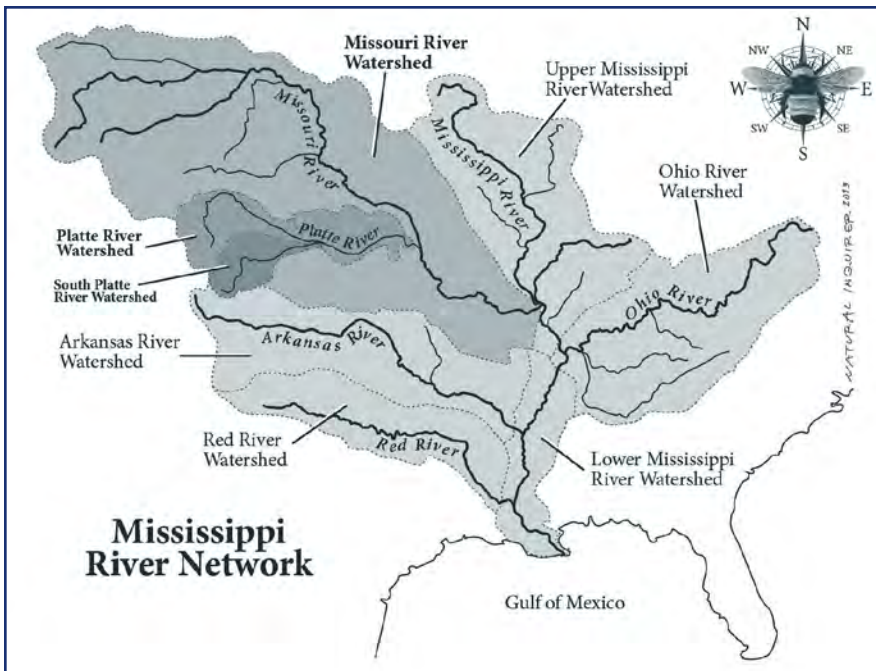 Missouri River
Watershed
Upper Mississippi
RiverWatershed
N
NW
NE
W
E
SW
SE
S
Missouri River
Mississippi River
Ohio River
Watershed
Platte River
Watershed
Platte River
South Platte
River Watershed
Ohio River
NATURAL INQUIRER 2013
Arkansas River
Watershed
Arkansas River
Red River
Watershed
Red River
Lower Mississippi
River Watershed
Mississippi
River Network
Gulf of Mexico